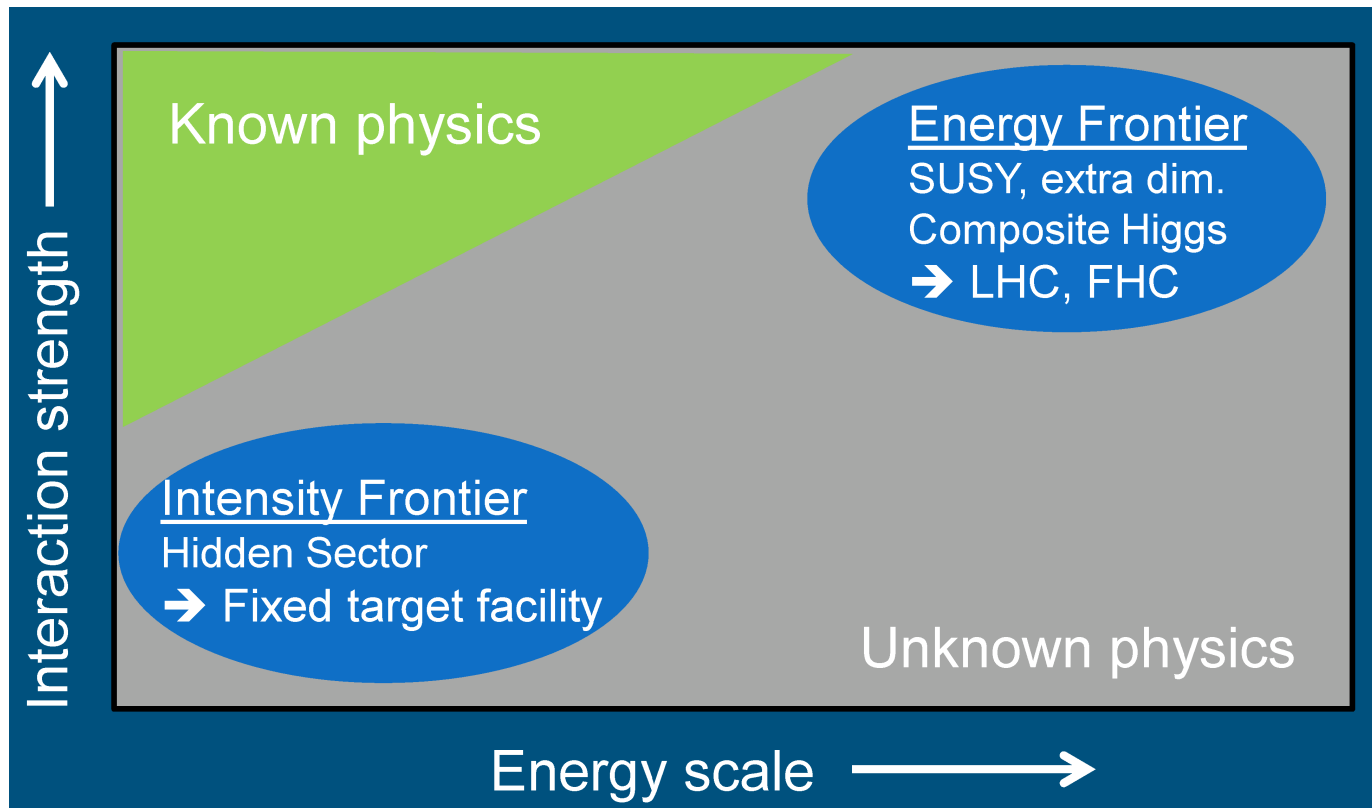 Known physics
Energy Frontier
SUSY, extra dim.
Composite Higgs
➔ LHC, FHC
Interaction strength
Intensity Frontier
Hidden Sector
➔ Fixed target facility
Unknown physics
Energy scale